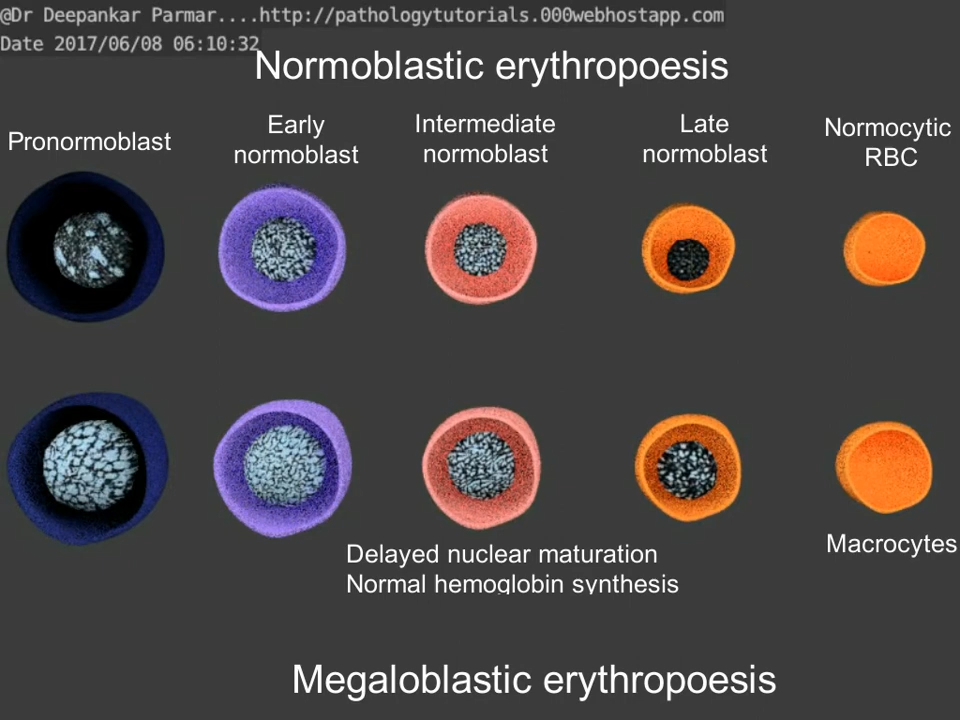 @Dr Deepankar Parmar....http://pathologytutorials.000webhostapp.com
Date 2017/06/08 06:10:32
Normoblastic erythropoesis
Pronormoblast
Early
normoblast
Intermediate
normoblast
Late
normoblast
Normocytic
RBC
Macrocytes
Delayed nuclear maturation
Normal hemoglobin synthesis
Megaloblastic erythropoesis